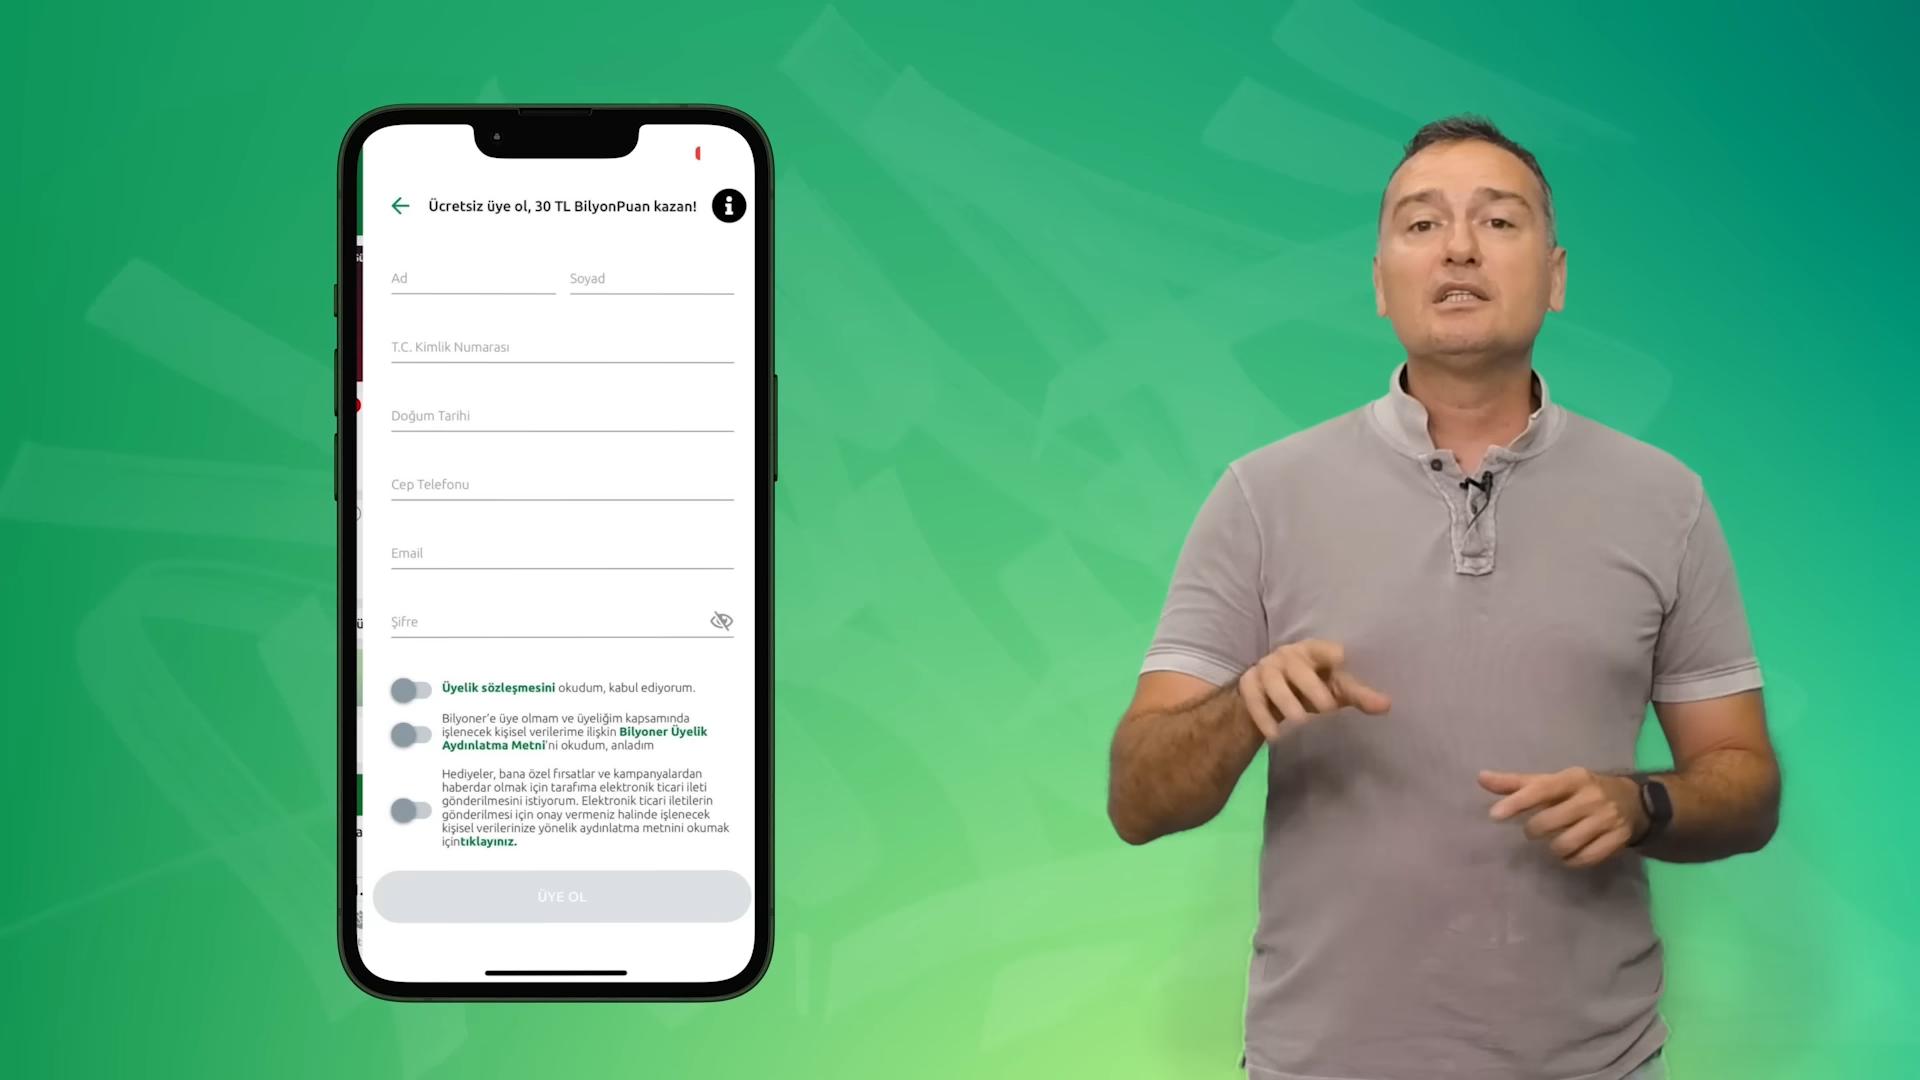 Ücretsiz üye ol, 30 TL BilyonPuan kazan!
Ad
Soyad
T.C. Kimlik Numarası
Doğum Tarihi
Cep Telefonu
Email
Şifre
Üyelik sözleşmesini okudum, kabul ediyorum.
Bilyoner'e üye olmam ve üyeliğim kapsamında
işlenecek kişisel verilerime ilişkin Bilyoner Üyelik
Aydınlatma Metni'ni okudum, anladım
Hediyeler, bana özel fırsatlar ve kampanyalardan
haberdar olmak için tarafıma elektronik ticari ileti
gönderilmesini istiyorum. Elektronik ticari iletilerin
gönderilmesi için onay vermeniz halinde işlenecek
kişisel verilerinize yönelik aydınlatma metnini okumak
içintıklayınız.
ÜYE OL